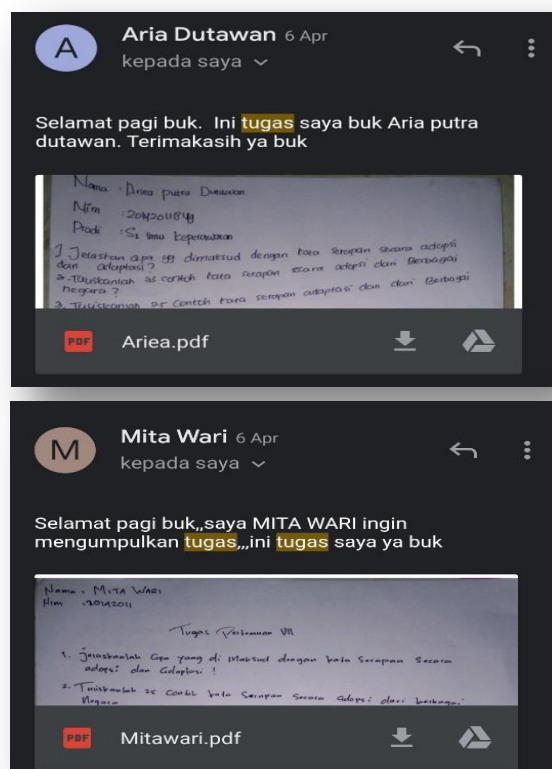 A
Aria Dutawan 6 Apr
kepada saya
Selamat pagi buk. Ini tugas saya buk Aria putra
dutawan. Terimakasih ya buk
Nama : Ariea putra Dutawan
Nim :
Prodi : S1 Ilmu keperawatan
1 Jelaskan apa yg dimaksud dengan kata serapan secara adopsi
dan adaptasi?
2. Tuliskanlah 25 contoh kata serapan secara adopsi dari Berbagai
negara ?
3. Tuliskanlah 25 Contoh kata serapan adaptasi dan dari Berbagai
PDF Ariea.pdf
M
Mita Wari 6 Apr
kepada saya
Selamat pagi buk,,saya MITA WARI ingin
mengumpulkan tugas,,,ini tugas saya ya buk
Nama : MITA WARI
Nim : 20142011
Tugas Pertemuan VII
1. Jelaskanlah apa yang di Maksud dengan kata Serapan Secara
adopsi dan adaptasi !
2. Tuliskanlah 25 Contoh kata Serapan Secara adopsi dari berbagai
Negara
PDF Mitawari.pdf